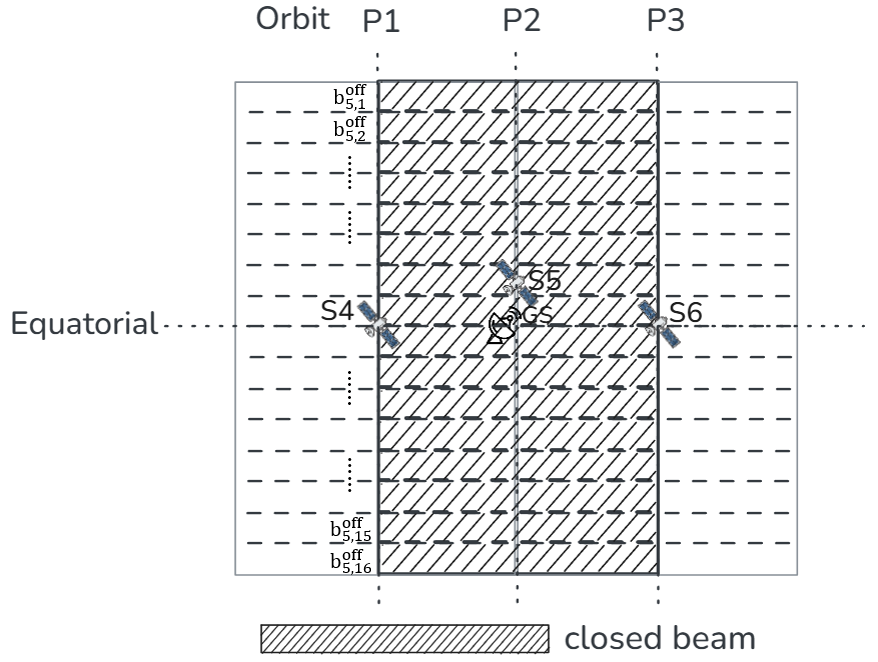 Orbit P1 P2 P3
b5,1off
b5,2off
S5
GS
S4
S6
Equatorial
b5,15off
b5,16off
closed beam